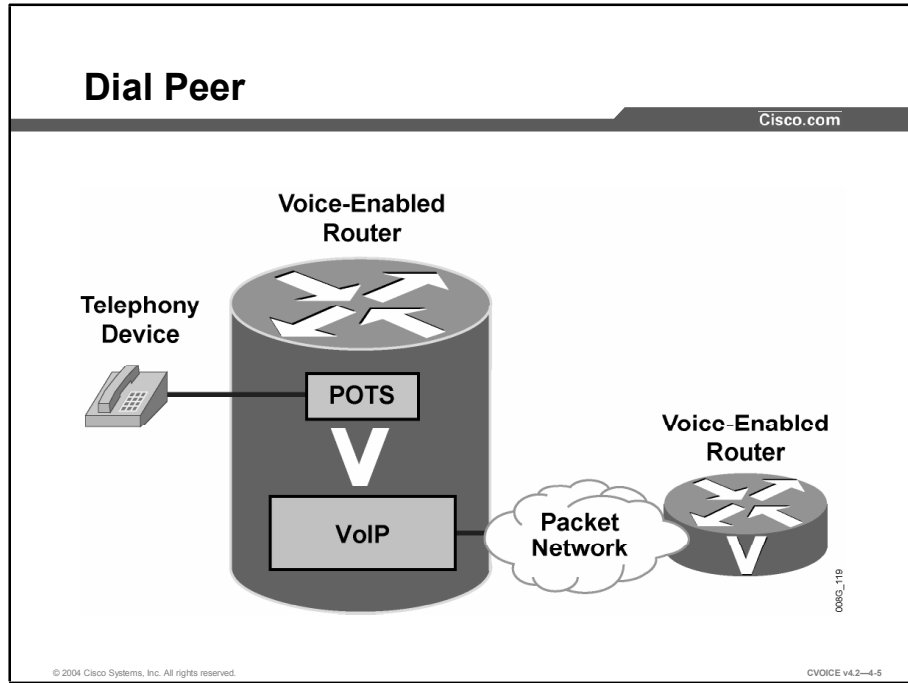 Dial Peer
Cisco.com
Voice-Enabled
Router
Telephony
Device
POTS
V
VoIP
Packet
Network
Voice-Enabled
Router
V
008G_119
© 2004 Cisco Systems, Inc. All rights reserved.
CVOICE v4.2—4-5